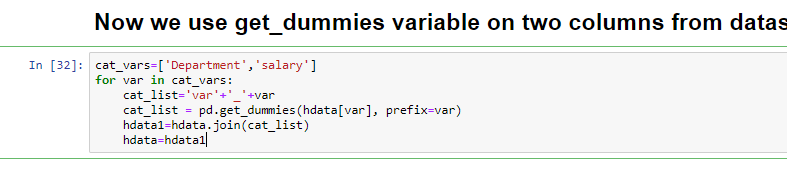 Now we use get_dummies variable on two columns from datas
In [32]: cat_vars=['Department','salary']
for var in cat_vars:
    cat_list='var'+'_'+var
    cat_list = pd.get_dummies(hdata[var], prefix=var)
    hdata1=hdata.join(cat_list)
    hdata=hdata1